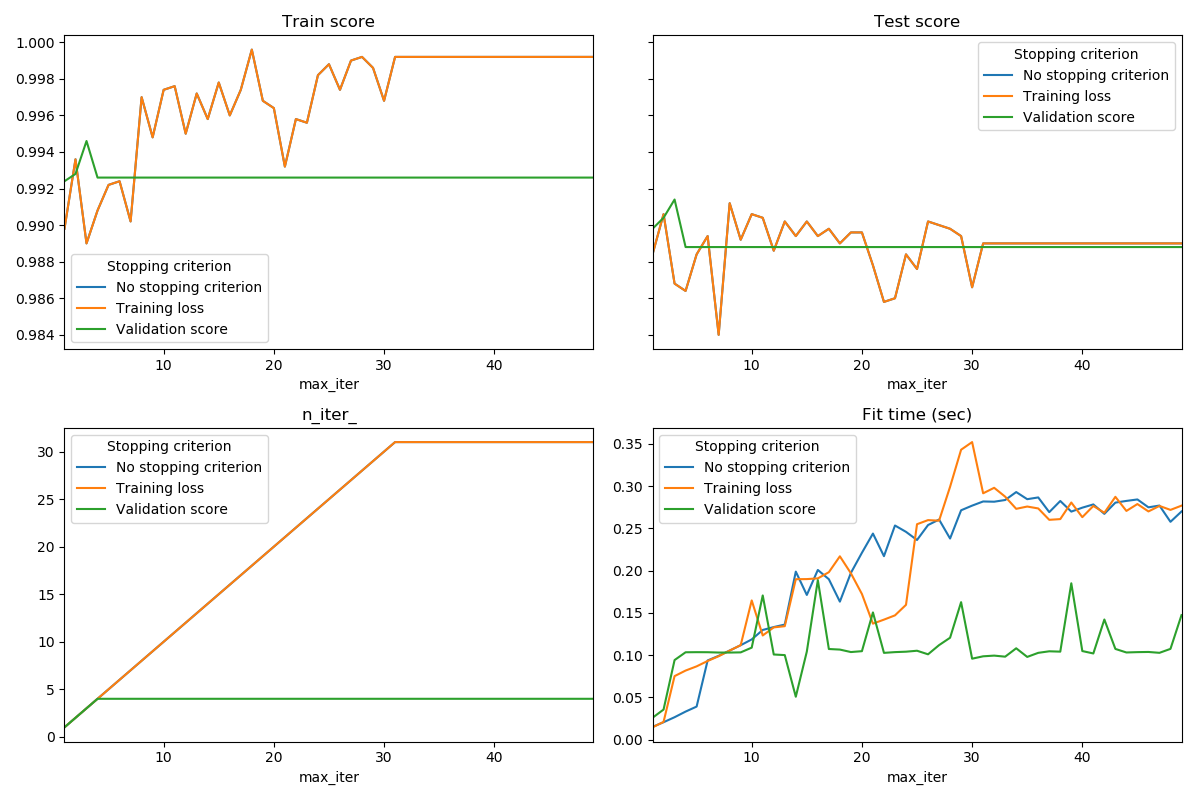 Train score
1.000
0.998
0.996
0.994
0.992
0.990
0.988
0.986
0.984
Stopping criterion
No stopping criterion
Training loss
Validation score
10
20
30
40
max_iter
Test score
Stopping criterion
No stopping criterion
Training loss
Validation score
10
20
30
40
max_iter
n_iter_
30
25
20
15
10
5
0
Stopping criterion
No stopping criterion
Training loss
Validation score
10
20
30
40
max_iter
Fit time (sec)
0.35
0.30
0.25
0.20
0.15
0.10
0.05
0.00
Stopping criterion
No stopping criterion
Training loss
Validation score
10
20
30
40
max_iter